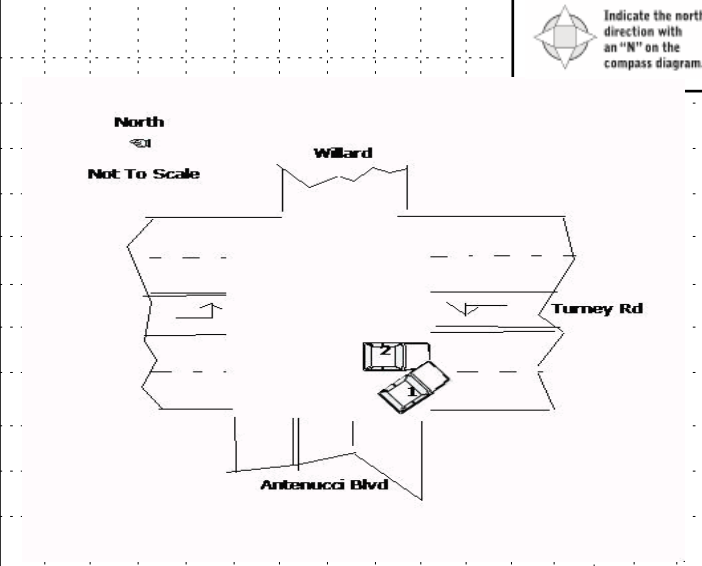 Indicate the north
direction with
an "N" on the
compass diagram.
North
Not To Scale
Willard
Turney Rd
2
1
Antenucci Blvd